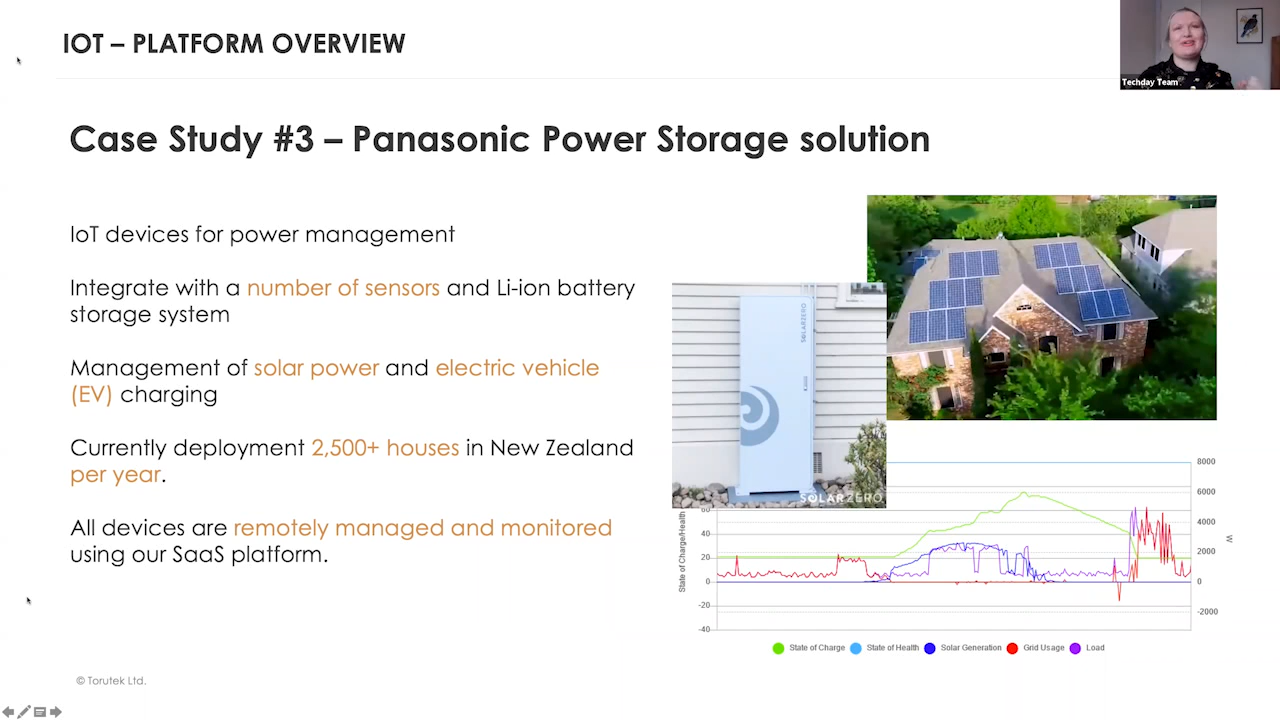 IOT – PLATFORM OVERVIEW
Techday Team
Case Study #3 – Panasonic Power Storage solution
IoT devices for power management
Integrate with a number of sensors and Li-ion battery
storage system
Management of solar power and electric vehicle
(EV) charging
Currently deployment 2,500+ houses in New Zealand
per year.
All devices are remotely managed and monitored
using our SaaS platform.
SOLARZERO
SOLARZERO
8000
6000
4000
2000
0
-2000
W
60
40
20
0
-20
-40
State of Charge/Health
State of Charge
State of Health
Solar Generation
Grid Usage
Load
© Torutek Ltd.